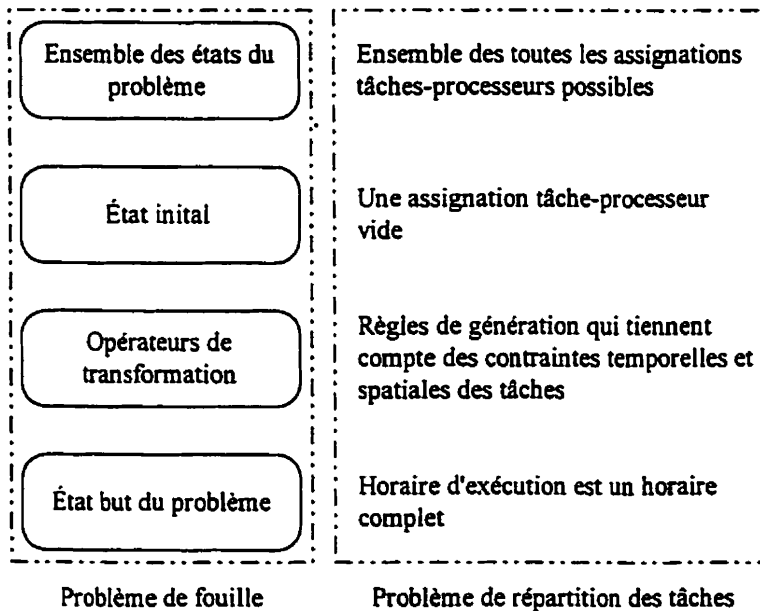 Ensemble des états du
problème
Ensemble des toutes les assignations
tâches-processeurs possibles
État inital
Une assignation tâche-processeur
vide
Opérateurs de
transformation
Règles de génération qui tiennent
compte des contraintes temporelles et
spatiales des tâches
État but du problème
Horaire d'exécution est un horaire
complet
Problème de fouille
Problème de répartition des tâches